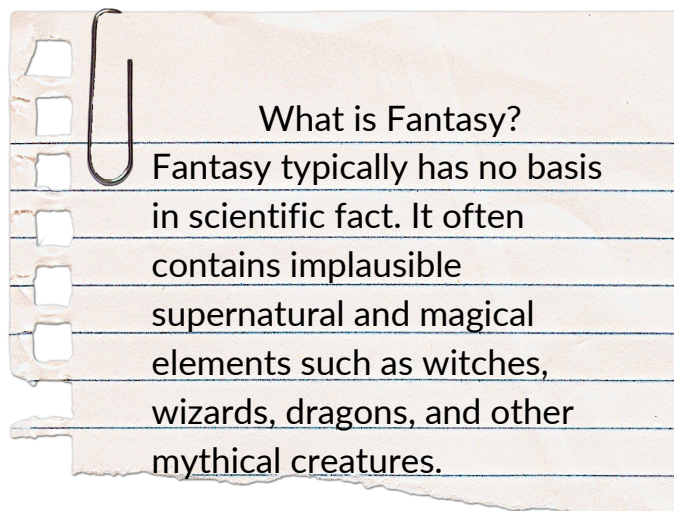 What is Fantasy?
Fantasy typically has no basis
in scientific fact. It often
contains implausible
supernatural and magical
elements such as witches,
wizards, dragons, and other
mythical creatures.